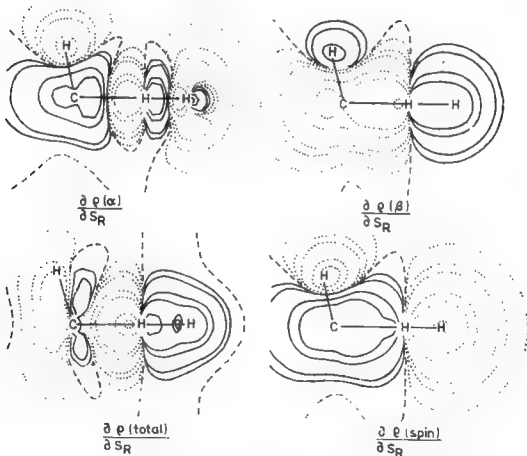 H
C H H
∂ ϱ (α)
∂ S_R
H
C H H
∂ ϱ (β)
∂ S_R
H
C H H
∂ ϱ (total)
∂ S_R
H
C H H
∂ ϱ (spin)
∂ S_R